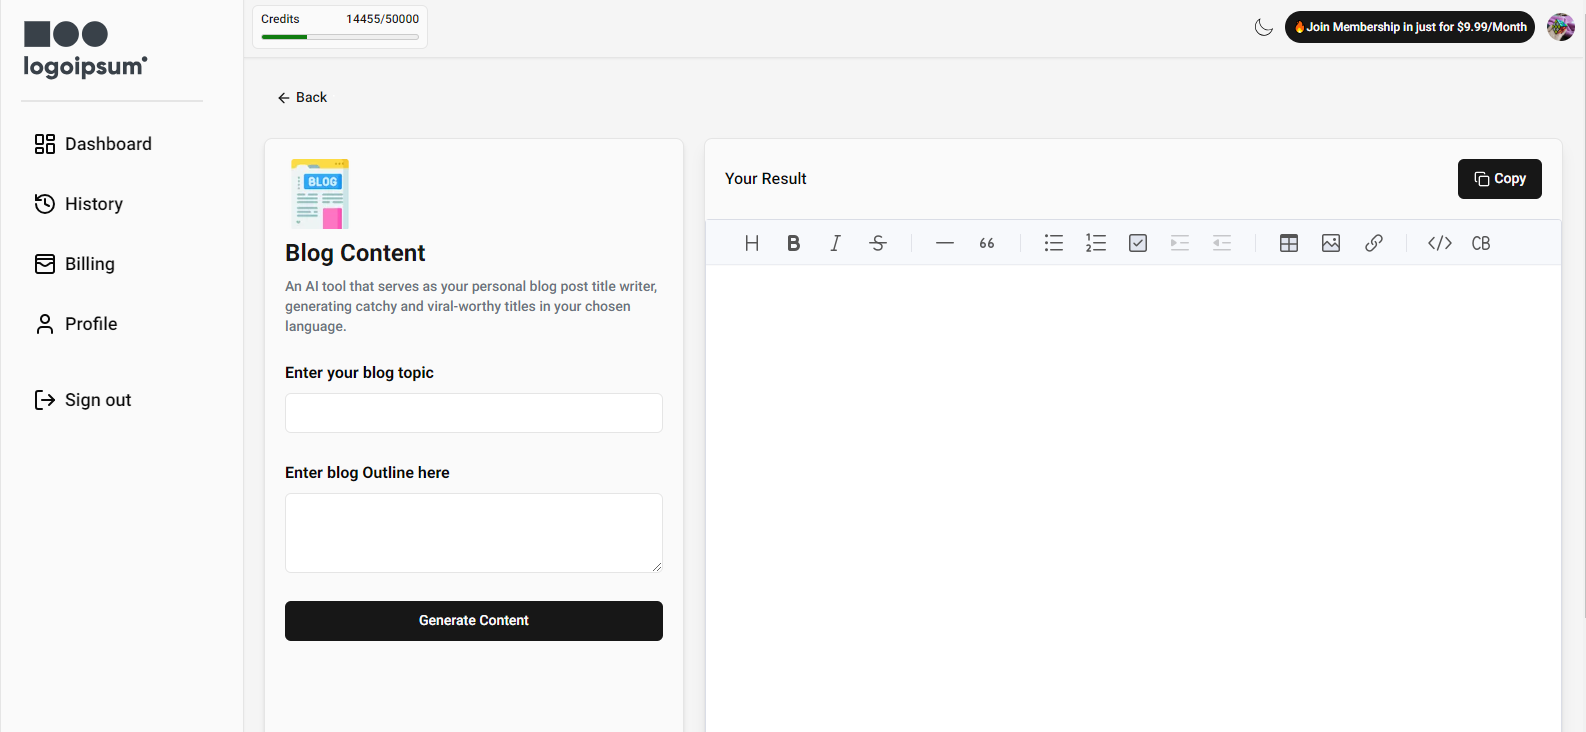 logoipsum
Dashboard
History
Billing
Profile
Sign out
Credits 14455/50000
Join Membership in just for $9.99/Month
Back
BLOG
Blog Content
An AI tool that serves as your personal blog post title writer,
generating catchy and viral-worthy titles in your chosen
language.
Enter your blog topic
Enter blog Outline here
Generate Content
Your Result
Copy
H B I S 66 </> CB